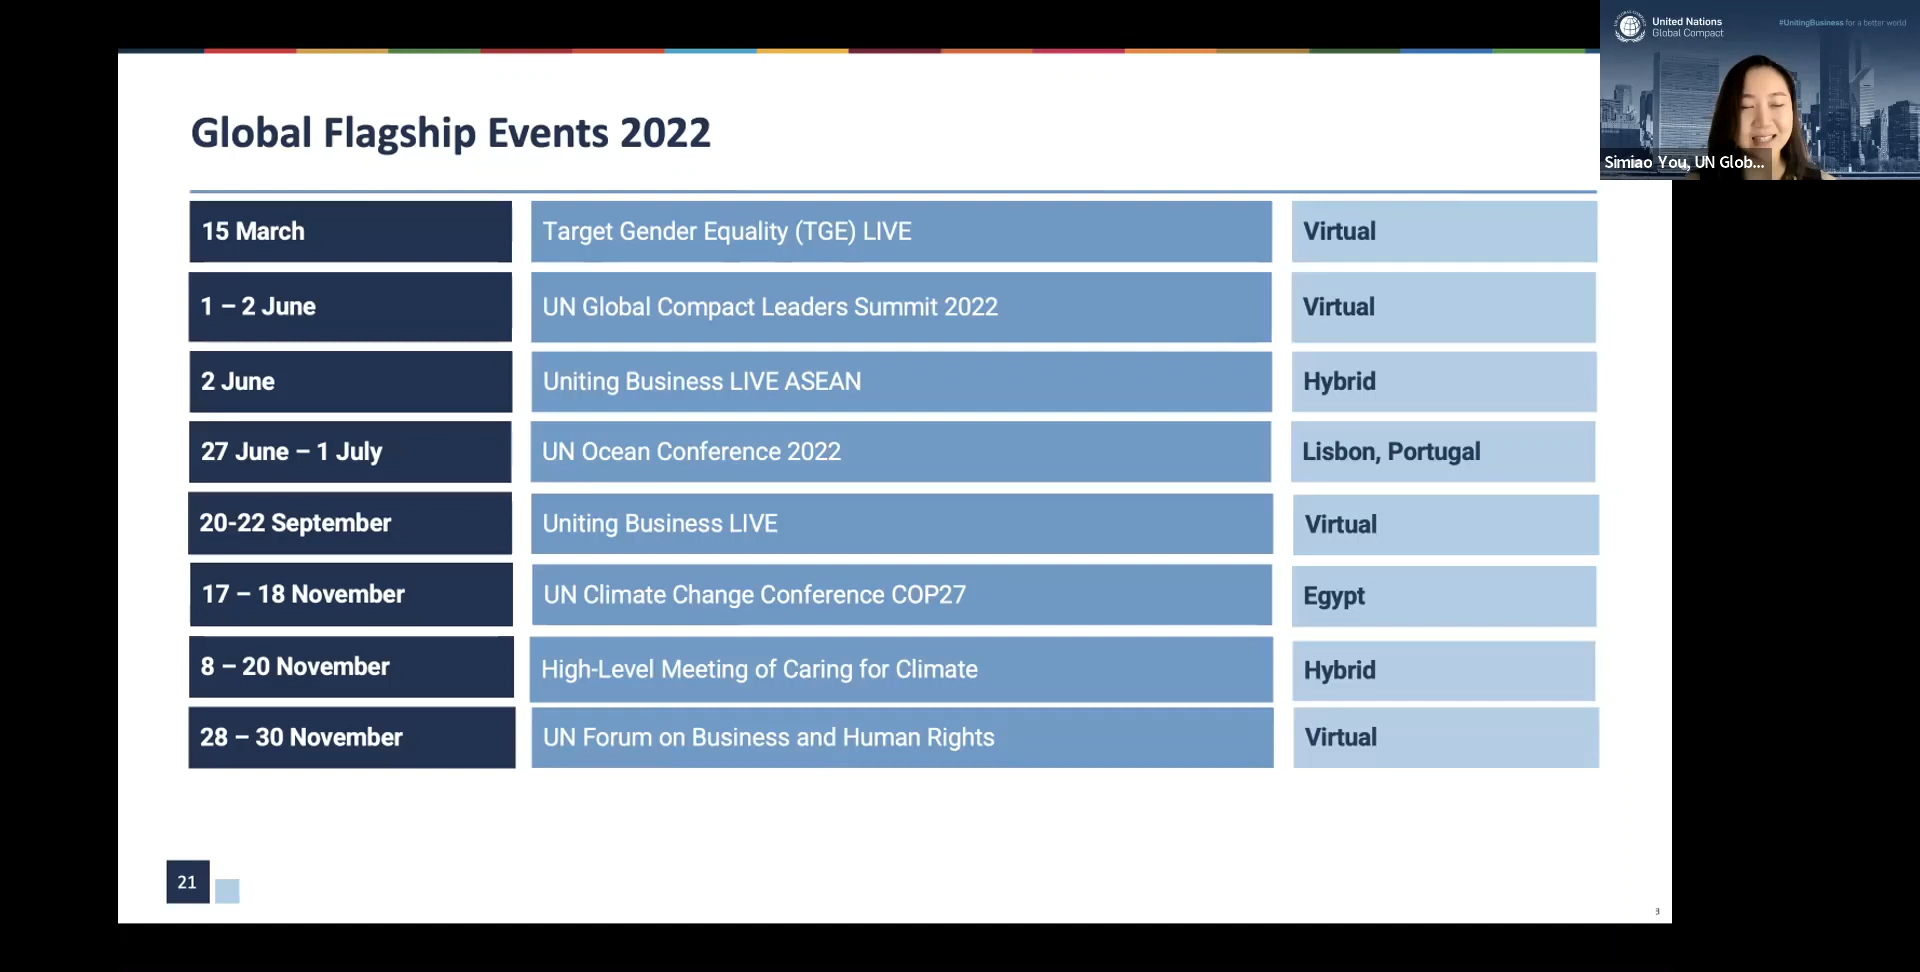 United Nations
Global Compact
#UnitingBusiness for a better world
Simiao You, UN Glob...
Global Flagship Events 2022
15 March Target Gender Equality (TGE) LIVE Virtual
1 – 2 June UN Global Compact Leaders Summit 2022 Virtual
2 June Uniting Business LIVE ASEAN Hybrid
27 June – 1 July UN Ocean Conference 2022 Lisbon, Portugal
20-22 September Uniting Business LIVE Virtual
17 – 18 November UN Climate Change Conference COP27 Egypt
8 – 20 November High-Level Meeting of Caring for Climate Hybrid
28 – 30 November UN Forum on Business and Human Rights Virtual
21